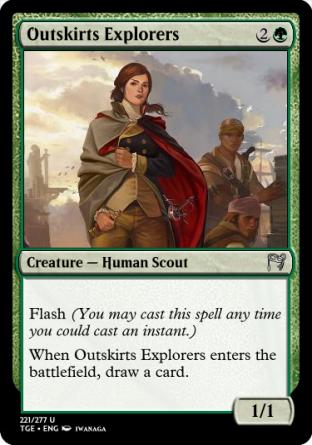 Outskirts Explorers 2
Creature — Human Scout
Flash (You may cast this spell any time
you could cast an instant.)
When Outskirts Explorers enters the
battlefield, draw a card.
1/1
221/277 U
TGE • ENG IWANAGA